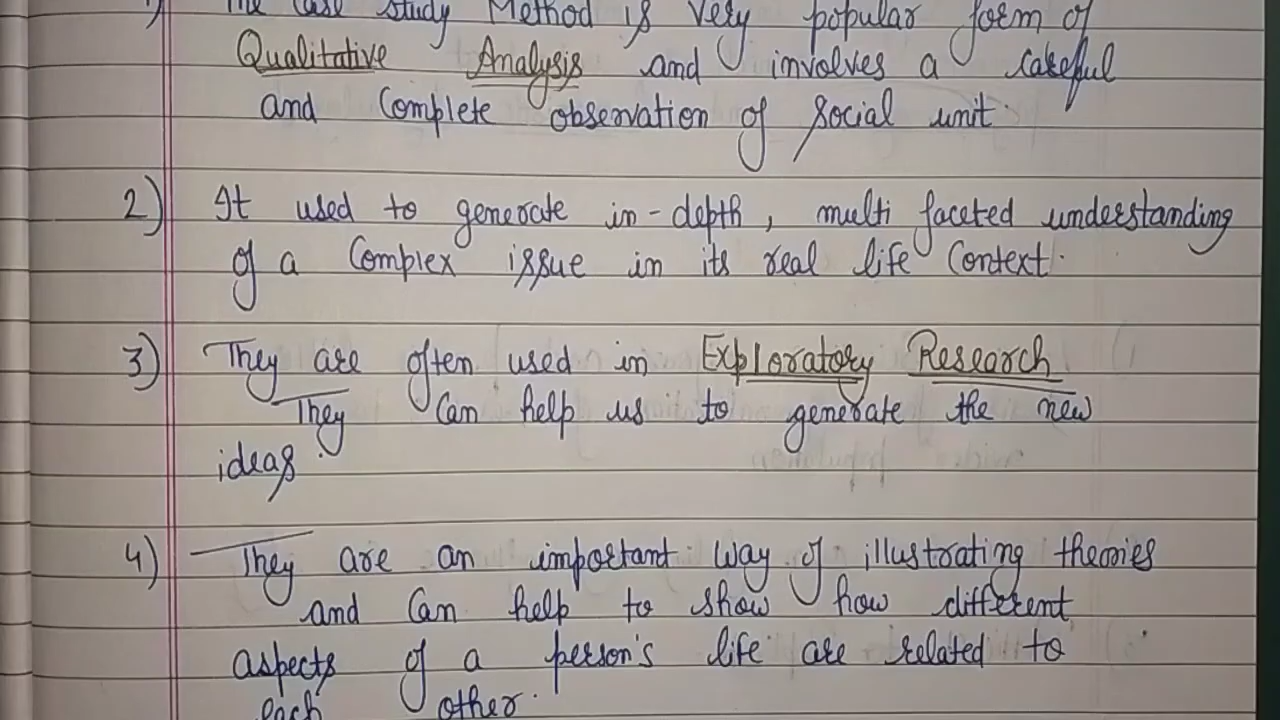 1) The Case Study Method is very popular form of
Qualitative Analysis and involves a careful
and Complete observation of social unit.
2) It used to generate in-depth, multi faceted understanding
of a Complex issue in its real life Context.
3) They are often used in Exploratory Research
They Can help us to generate the new
ideas.
4) They are an important way of illustrating theories
and Can help to show how different
aspects of a person's life are related to
each other.